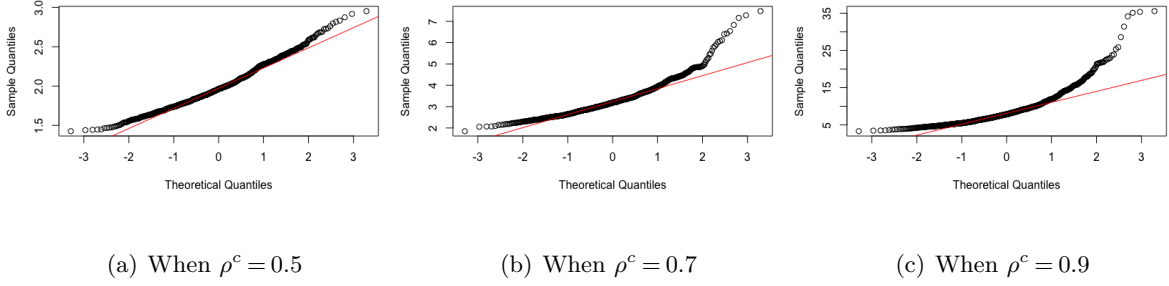 3.0
2.5
2.0
1.5
Sample Quantiles
-3 -2 -1 0 1 2 3
Theoretical Quantiles
7
6
5
4
3
2
Sample Quantiles
-3 -2 -1 0 1 2 3
Theoretical Quantiles
35
25
15
5
Sample Quantiles
-3 -2 -1 0 1 2 3
Theoretical Quantiles
(a) When ρ^c = 0.5
(b) When ρ^c = 0.7
(c) When ρ^c = 0.9